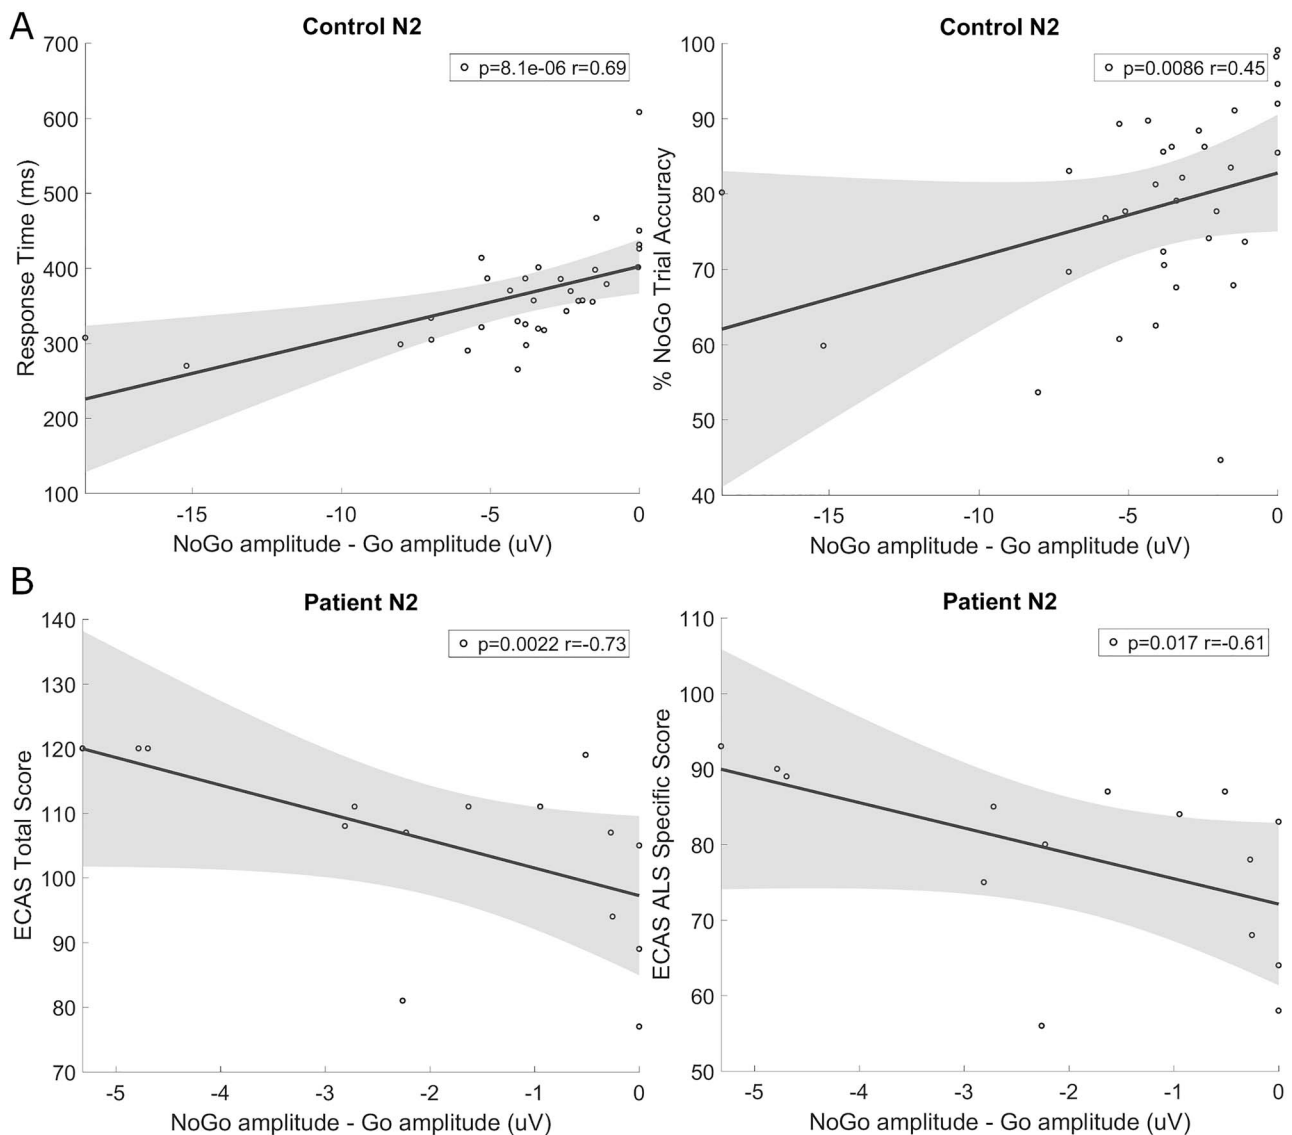 A
Control N2
700
600
500
400
300
200
100
Response Time (ms)
p=8.1e-06 r=0.69
-15
-10
-5
0
NoGo amplitude - Go amplitude (uV)
Control N2
100
90
80
70
60
50
40
% NoGo Trial Accuracy
p=0.0086 r=0.45
-15
-10
-5
0
NoGo amplitude - Go amplitude (uV)
B
Patient N2
140
130
120
110
100
90
80
70
ECAS Total Score
p=0.0022 r=-0.73
-5
-4
-3
-2
-1
0
NoGo amplitude - Go amplitude (uV)
Patient N2
110
100
90
80
70
60
50
ECAS ALS Specific Score
p=0.017 r=-0.61
-5
-4
-3
-2
-1
0
NoGo amplitude - Go amplitude (uV)